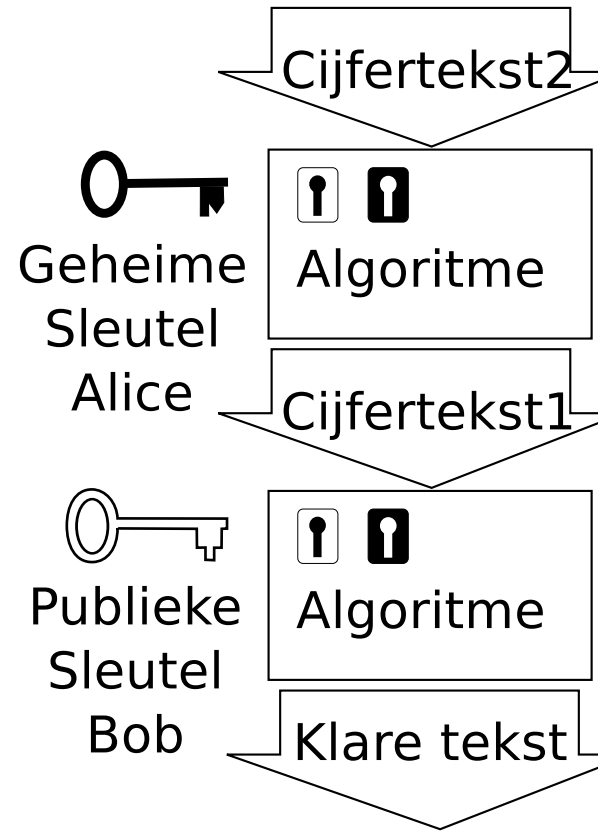 Cijfertekst2
Algoritme
Geheime
Sleutel
Alice
Cijfertekst1
Algoritme
Publieke
Sleutel
Bob
Klare tekst